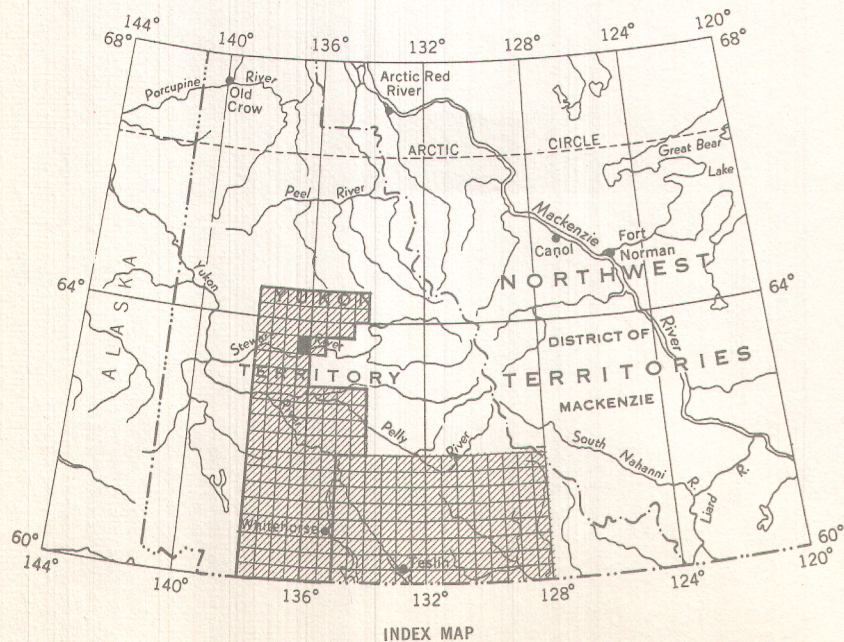 144°
140°
136°
132°
128°
124°
120°
68°
68°
Porcupine River
Old
Crow
Arctic Red
River
ARCTIC CIRCLE
Great Bear
Lake
Peel River
Mackenzie
Fort
Norman
Canol
Yukon
NORTHWEST
64°
64°
YUKON
ALASKA
Stewart River
River
DISTRICT OF
TERRITORY
TERRITORIES
MACKENZIE
Pelly
River
South
Nahanni
R.
R.
Liard
Whitehorse
Teslin
60°
60°
144°
140°
136°
132°
128°
124°
120°
INDEX MAP